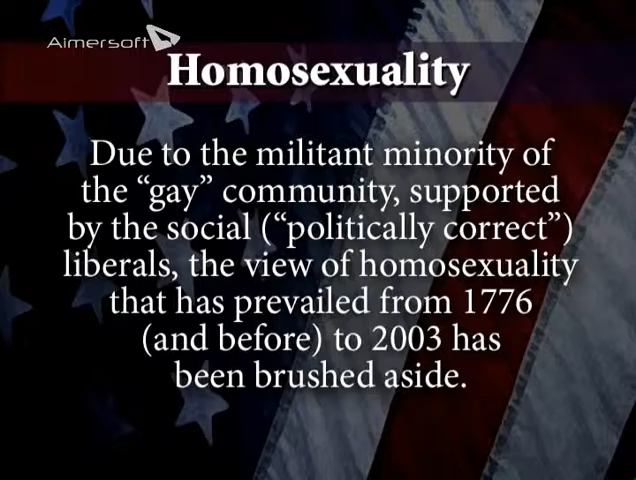 Aimersoft
Homosexuality
Due to the militant minority of
the “gay” community, supported
by the social (“politically correct”)
liberals, the view of homosexuality
that has prevailed from 1776
(and before) to 2003 has
been brushed aside.